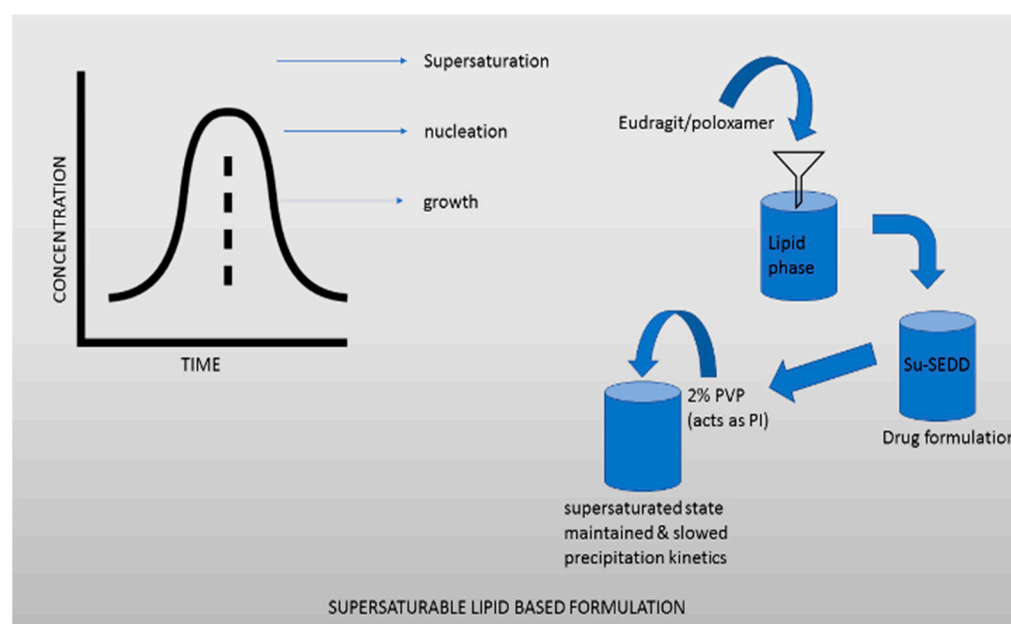 Supersaturation
nucleation
growth
CONCENTRATION
TIME
Eudragit/poloxamer
Lipid
phase
Su-SEDD
Drug formulation
2% PVP
(acts as PI)
supersaturated state
maintained & slowed
precipitation kinetics
SUPERSATURABLE LIPID BASED FORMULATION